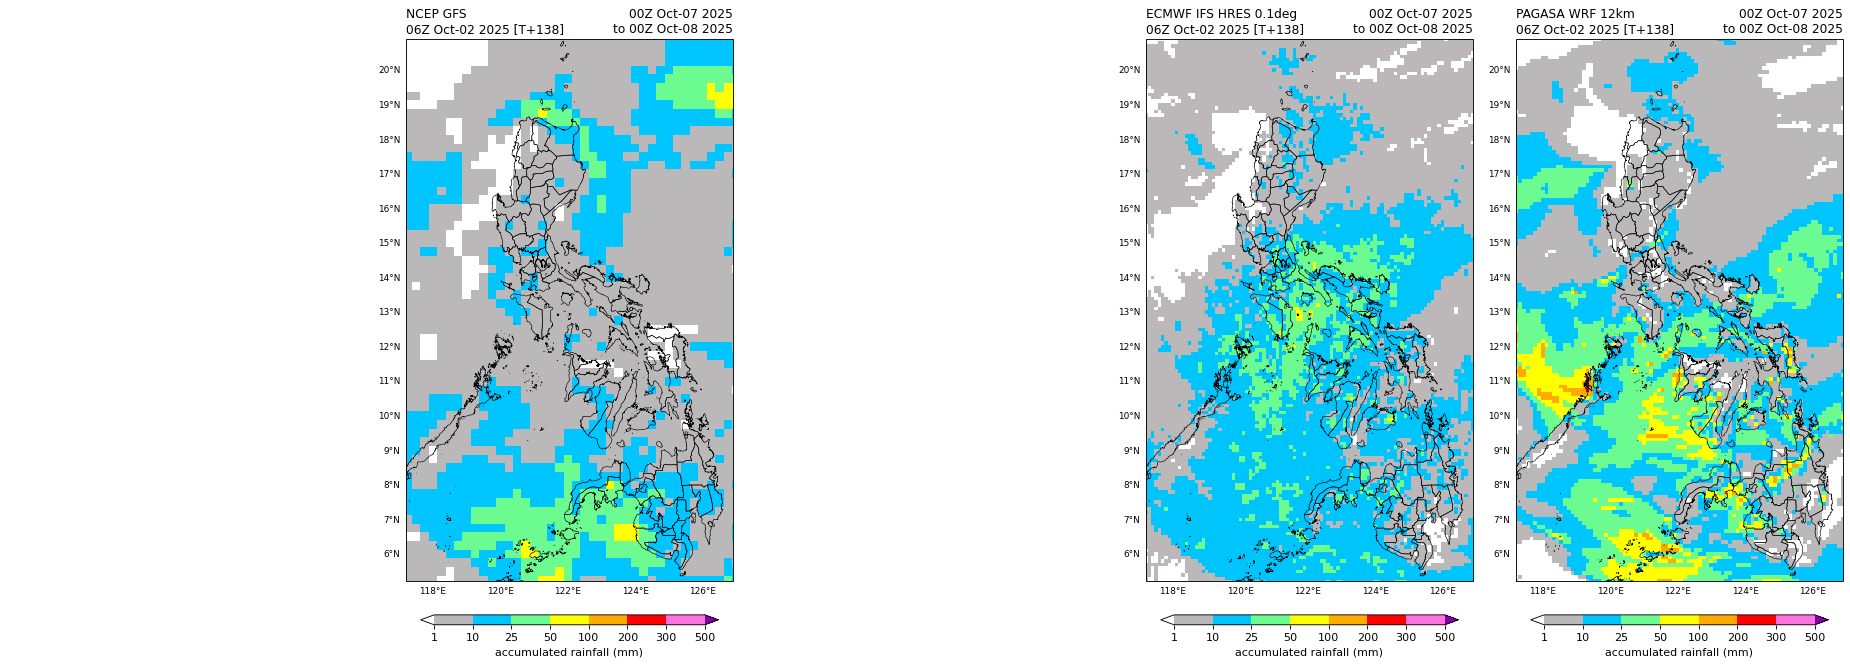 NCEP GFS 00Z Oct-07 2025
06Z Oct-02 2025 [T+138] to 00Z Oct-08 2025
20°N
19°N
18°N
17°N
16°N
15°N
14°N
13°N
12°N
11°N
10°N
9°N
8°N
7°N
6°N
118°E 120°E 122°E 124°E 126°E
1 10 25 50 100 200 300 500
accumulated rainfall (mm)
ECMWF IFS HRES 0.1deg 00Z Oct-07 2025
06Z Oct-02 2025 [T+138] to 00Z Oct-08 2025
20°N
19°N
18°N
17°N
16°N
15°N
14°N
13°N
12°N
11°N
10°N
9°N
8°N
7°N
6°N
118°E 120°E 122°E 124°E 126°E
1 10 25 50 100 200 300 500
accumulated rainfall (mm)
PAGASA WRF 12km 00Z Oct-07 2025
06Z Oct-02 2025 [T+138] to 00Z Oct-08 2025
20°N
19°N
18°N
17°N
16°N
15°N
14°N
13°N
12°N
11°N
10°N
9°N
8°N
7°N
6°N
118°E 120°E 122°E 124°E 126°E
1 10 25 50 100 200 300 500
accumulated rainfall (mm)